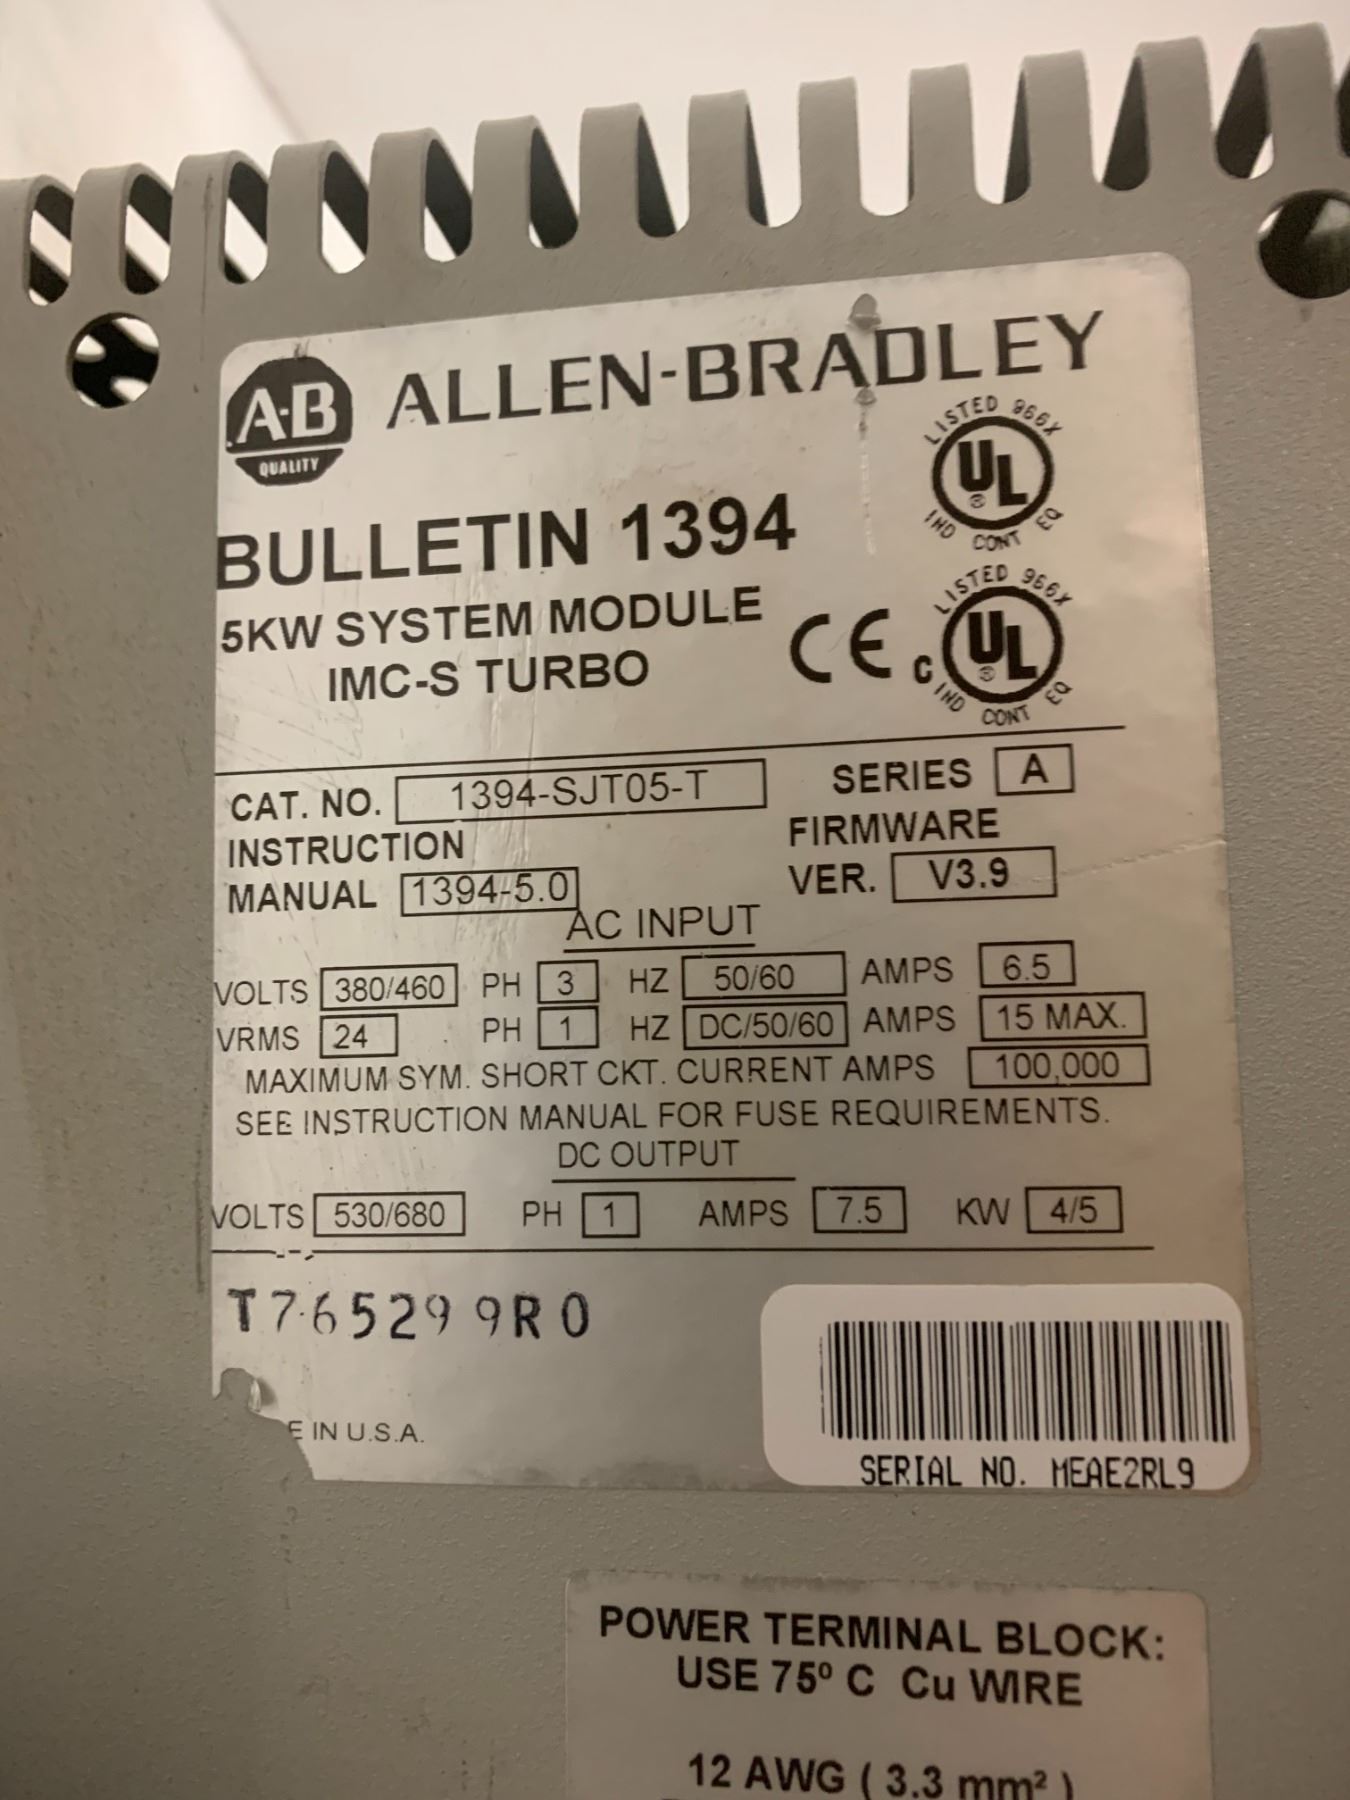 A-B
QUALITY
ALLEN-BRADLEY
LISTED 966X
UL
®
IND CONT EQ
BULLETIN 1394
5KW SYSTEM MODULE
IMC-S TURBO
CE
LISTED 966X
C UL
®
IND CONT EQ
CAT. NO. 1394-SJT05-T SERIES A
INSTRUCTION
MANUAL 1394-5.0
FIRMWARE
VER. V3.9
AC INPUT
VOLTS 380/460 PH 3 HZ 50/60 AMPS 6.5
VRMS 24 PH 1 HZ DC/50/60 AMPS 15 MAX.
MAXIMUM SYM. SHORT CKT. CURRENT AMPS 100,000
SEE INSTRUCTION MANUAL FOR FUSE REQUIREMENTS.
DC OUTPUT
VOLTS 530/680 PH 1 AMPS 7.5 KW 4/5
T765299R0
E IN U.S.A.
SERIAL NO. MEAE2RL9
POWER TERMINAL BLOCK:
USE 75º C Cu WIRE
12 AWG ( 3.3 mm² )